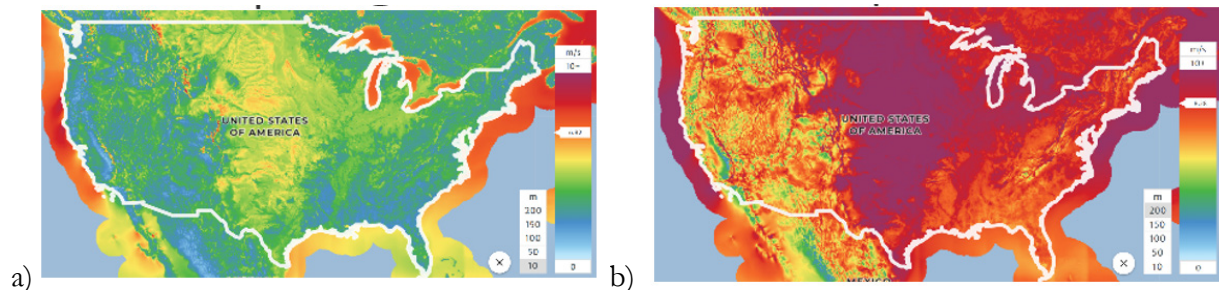 a)
UNITED STATES
OF AMERICA
m/s
10+
0
m
200
150
100
50
10
b)
UNITED STATES
OF AMERICA
MEXICO
m/s
10+
0
m
200
150
100
50
10